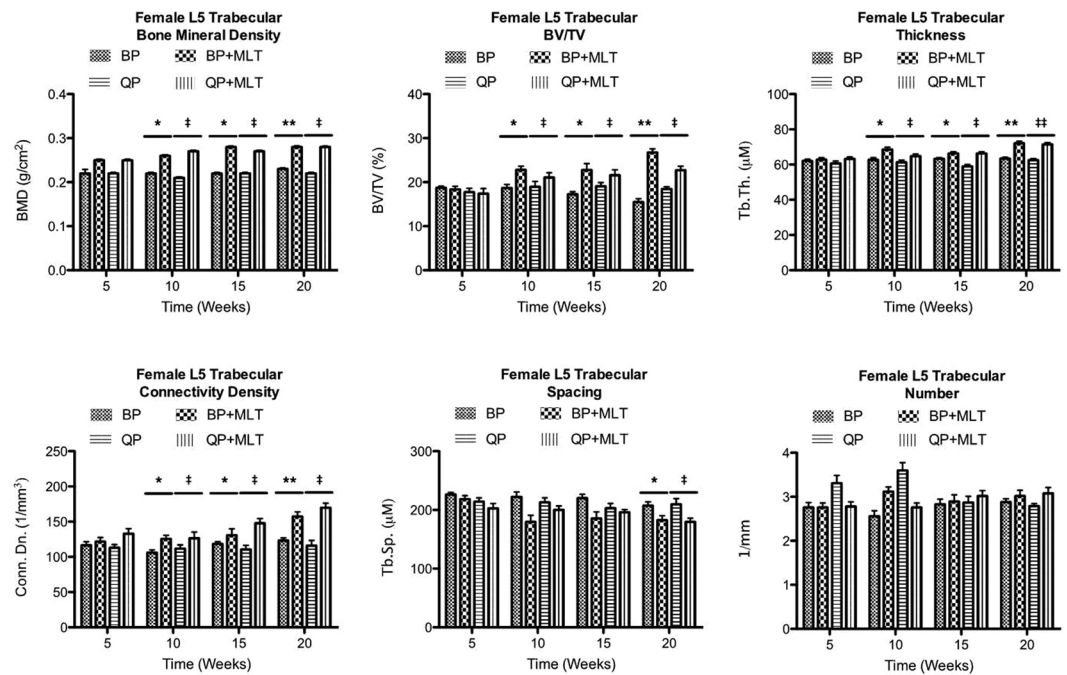 Female L5 Trabecular
Bone Mineral Density
BP BP+MLT
QP QP+MLT
0.4
0.3
0.2
0.1
0.0
BMD (g/cm²)
* ‡ * ‡ ** ‡
5 10 15 20
Time (Weeks)
Female L5 Trabecular
BV/TV
BP BP+MLT
QP QP+MLT
40
30
20
10
0
BV/TV (%)
* ‡ * ‡ ** ‡
5 10 15 20
Time (Weeks)
Female L5 Trabecular
Thickness
BP BP+MLT
QP QP+MLT
100
80
60
40
20
0
Tb.Th. (μM)
* ‡ * ‡ ** ‡‡
5 10 15 20
Time (Weeks)
Female L5 Trabecular
Connectivity Density
BP BP+MLT
QP QP+MLT
250
200
150
100
50
0
Conn. Dn. (1/mm³)
* ‡ * ‡ ** ‡
5 10 15 20
Time (Weeks)
Female L5 Trabecular
Spacing
BP BP+MLT
QP QP+MLT
300
200
100
0
Tb.Sp. (μM)
* ‡
5 10 15 20
Time (Weeks)
Female L5 Trabecular
Number
BP BP+MLT
QP QP+MLT
4
3
2
1
0
1/mm
5 10 15 20
Time (Weeks)